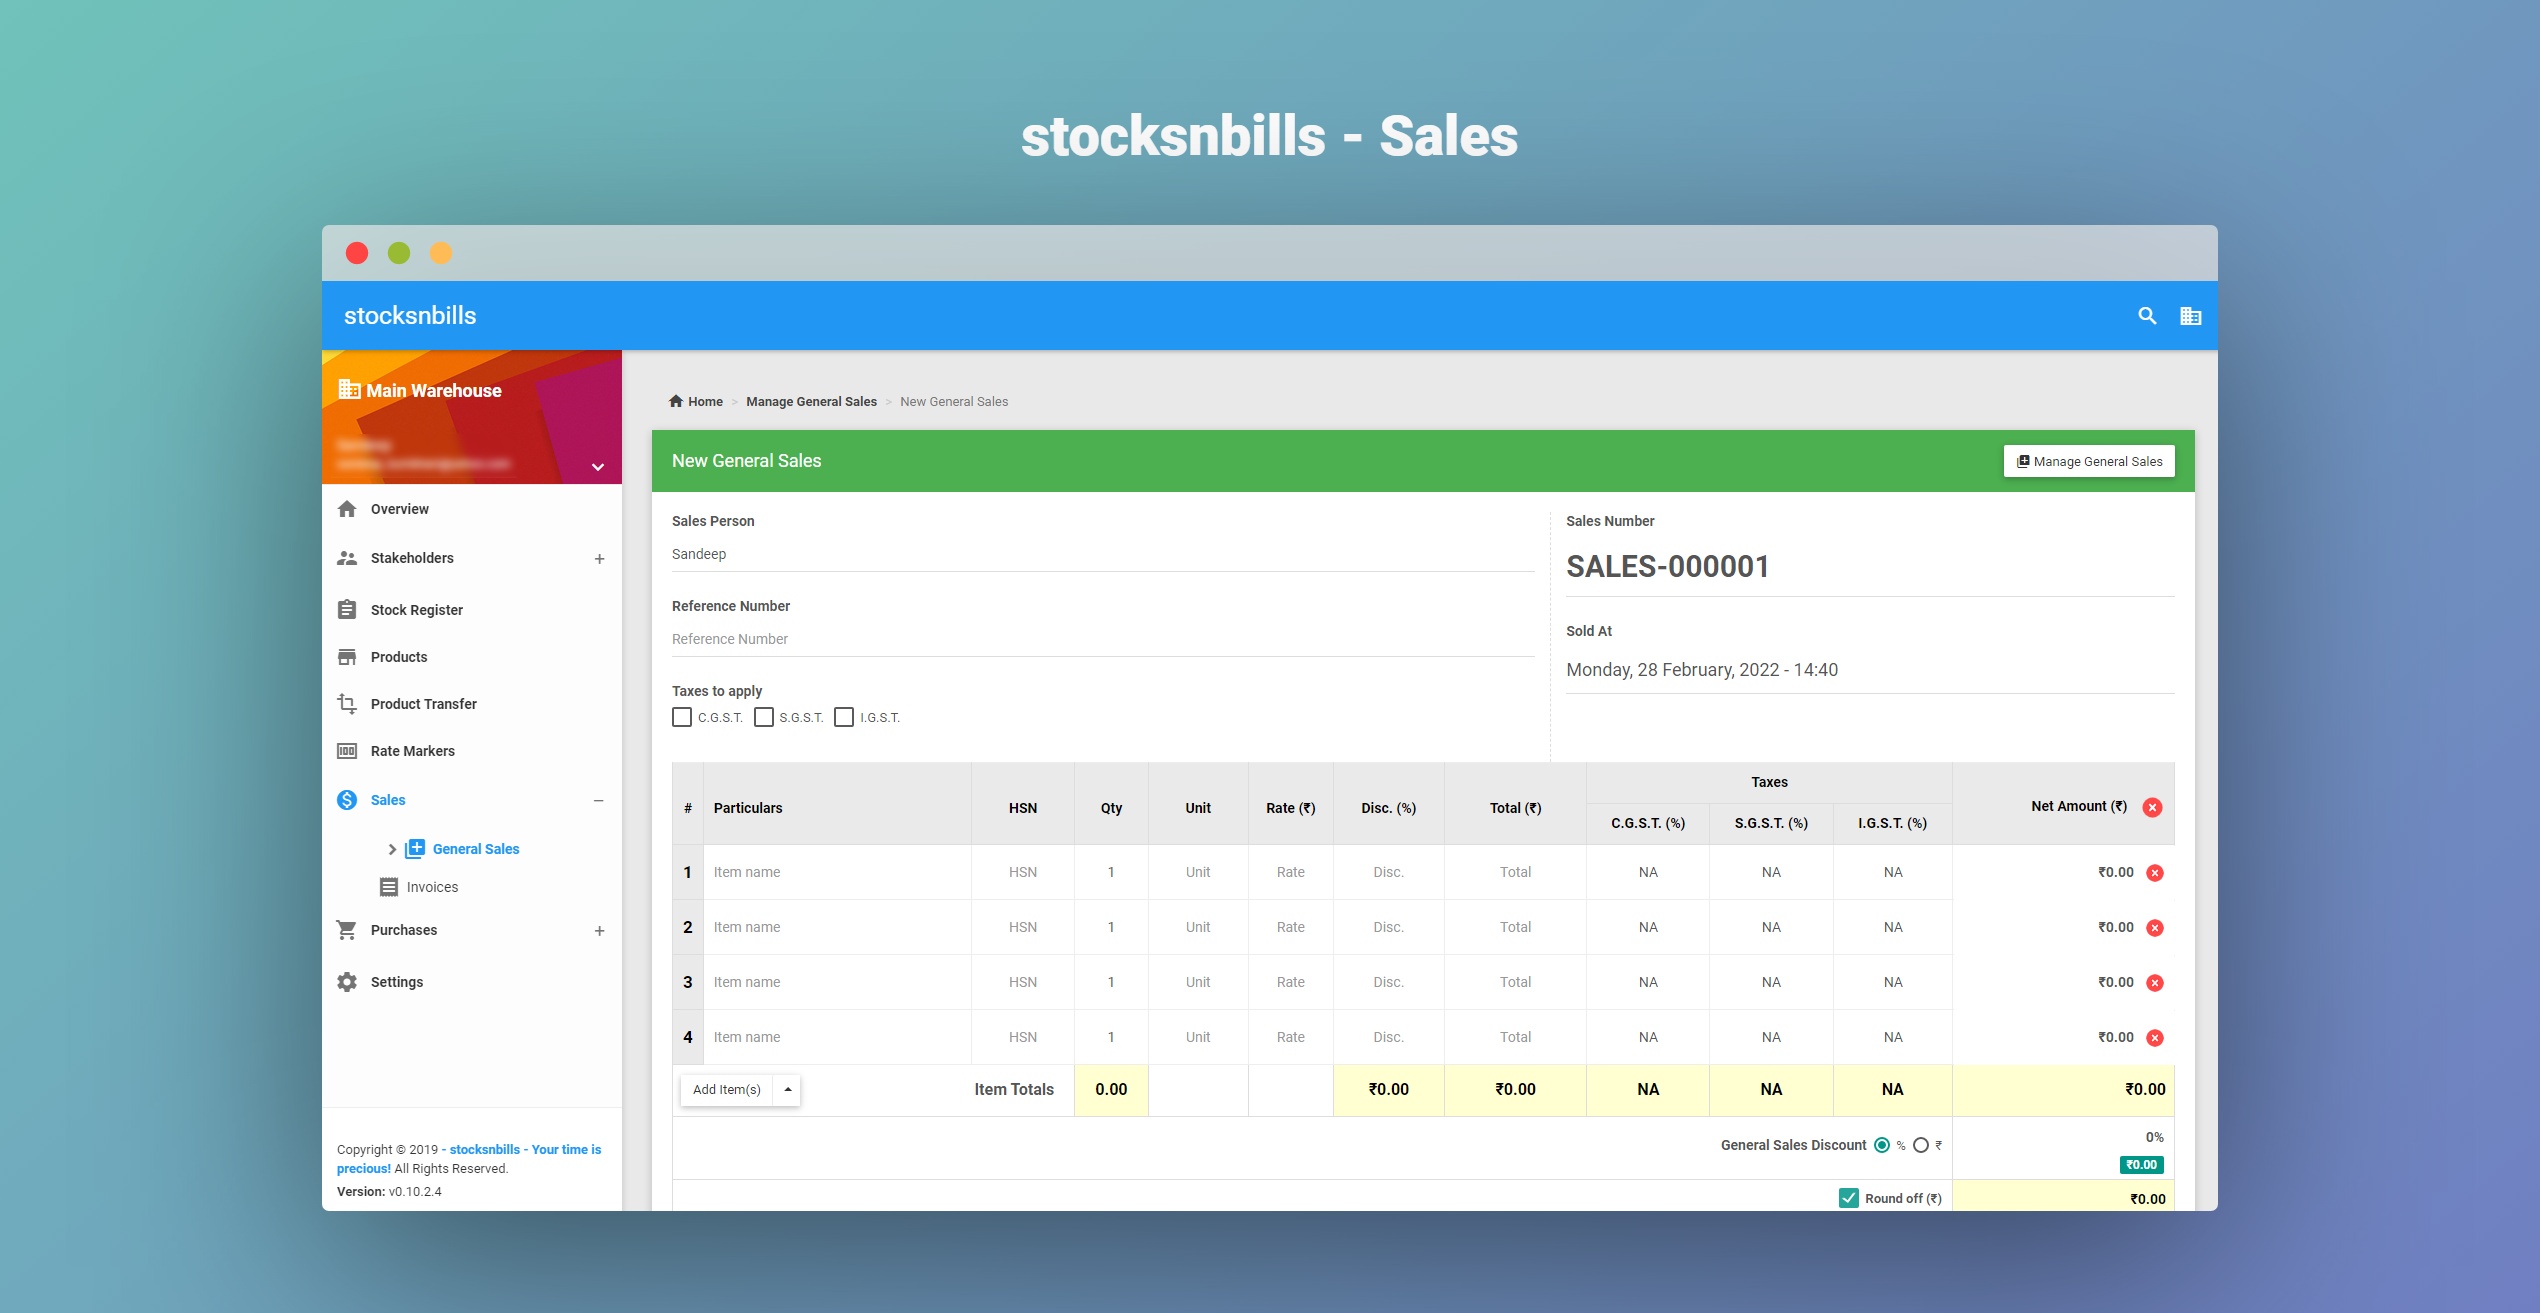 stocksnbills - Sales
stocksnbills
Main Warehouse
Overview
Stakeholders
Stock Register
Products
Product Transfer
Rate Markers
Sales
General Sales
Invoices
Purchases
Settings
Copyright © 2019 - stocksnbills - Your time is
precious! All Rights Reserved.
Version: v0.10.2.4
Home > Manage General Sales > New General Sales
New General Sales
Manage General Sales
Sales Person
Sandeep
Reference Number
Reference Number
Taxes to apply
C.G.S.T. S.G.S.T. I.G.S.T.
Sales Number
SALES-000001
Sold At
Monday, 28 February, 2022 - 14:40
# Particulars HSN Qty Unit Rate (₹) Disc. (%) Total (₹) Taxes Net Amount (₹)
C.G.S.T. (%) S.G.S.T. (%) I.G.S.T. (%)
1 Item name HSN 1 Unit Rate Disc. Total NA NA NA ₹0.00
2 Item name HSN 1 Unit Rate Disc. Total NA NA NA ₹0.00
3 Item name HSN 1 Unit Rate Disc. Total NA NA NA ₹0.00
4 Item name HSN 1 Unit Rate Disc. Total NA NA NA ₹0.00
Add Item(s) Item Totals 0.00 ₹0.00 ₹0.00 NA NA NA ₹0.00
General Sales Discount % ₹ 0%
₹0.00
Round off (₹) ₹0.00